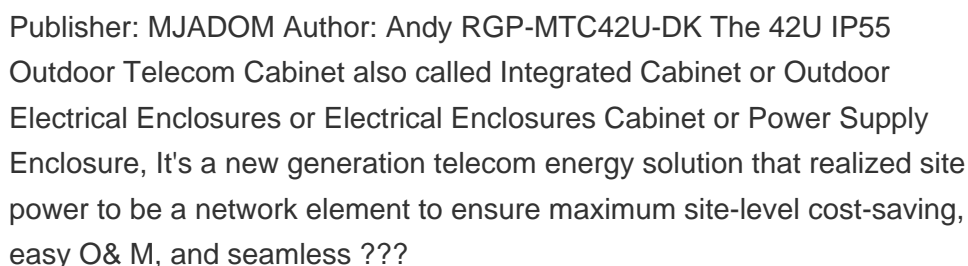 Publisher: MJADOM Author: Andy RGP-MTC42U-DK The 42U IP55
Outdoor Telecom Cabinet also called Integrated Cabinet or Outdoor
Electrical Enclosures or Electrical Enclosures Cabinet or Power Supply
Enclosure, It's a new generation telecom energy solution that realized site
power to be a network element to ensure maximum site-level cost-saving,
easy O& M, and seamless ???